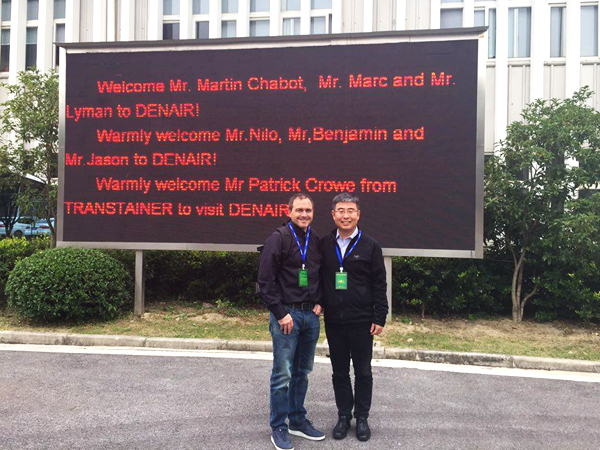 Welcome Mr. Martin Chabot, Mr. Marc and Mr.
Lyman to DENAIR!
Warmly welcome Mr.Nilo, Mr,Benjamin and
Mr.Jason to DENAIR!
Warmly welcome Mr Patrick Crowe from
TRANSTAINER to visit DENAIR